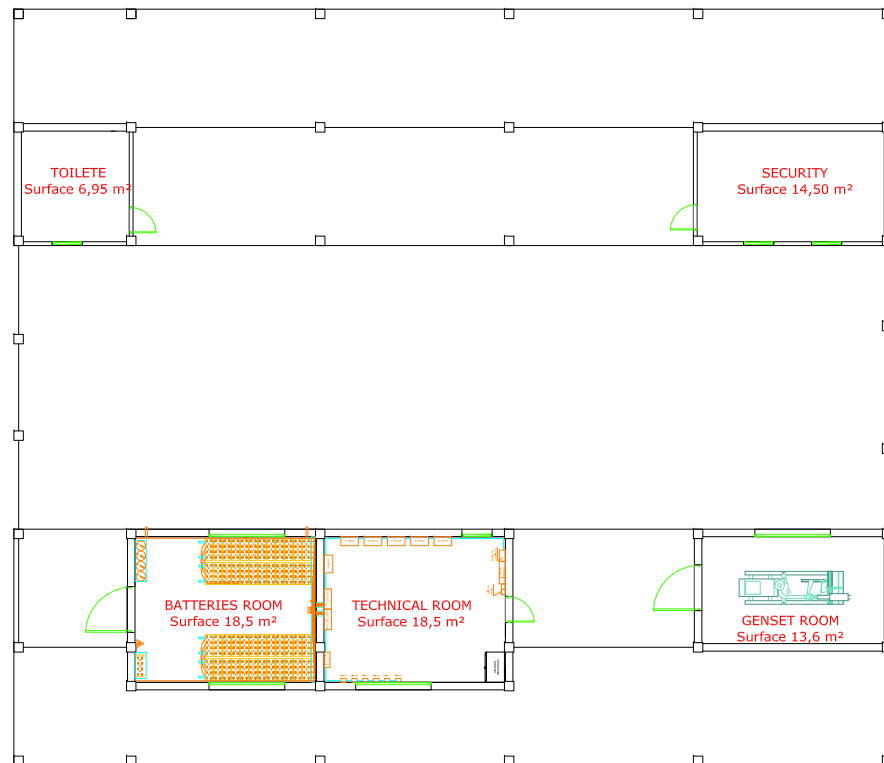 TOILETE
Surface 6,95 m²
SECURITY
Surface 14,50 m²
BATTERIES ROOM
Surface 18,5 m²
TECHNICAL ROOM
Surface 18,5 m²
GENSET ROOM
Surface 13,6 m²